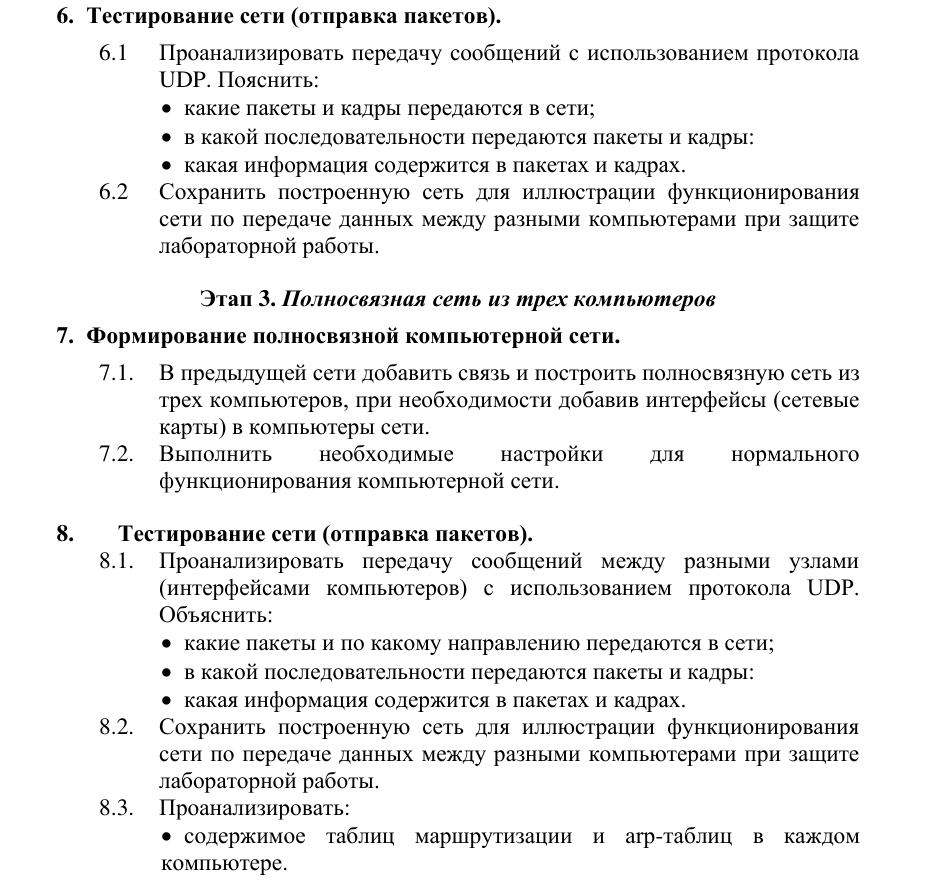 6. Тестирование сети (отправка пакетов).
6.1 Проанализировать передачу сообщений с использованием протокола
UDP. Пояснить:
• какие пакеты и кадры передаются в сети;
• в какой последовательности передаются пакеты и кадры:
• какая информация содержится в пакетах и кадрах.
6.2 Сохранить построенную сеть для иллюстрации функционирования
сети по передаче данных между разными компьютерами при защите
лабораторной работы.
Этап 3. Полносвязная сеть из трех компьютеров
7. Формирование полносвязной компьютерной сети.
7.1. В предыдущей сети добавить связь и построить полносвязную сеть из
трех компьютеров, при необходимости добавив интерфейсы (сетевые
карты) в компьютеры сети.
7.2. Выполнить необходимые настройки для нормального
функционирования компьютерной сети.
8. Тестирование сети (отправка пакетов).
8.1. Проанализировать передачу сообщений между разными узлами
(интерфейсами компьютеров) с использованием протокола UDP.
Объяснить:
• какие пакеты и по какому направлению передаются в сети;
• в какой последовательности передаются пакеты и кадры:
• какая информация содержится в пакетах и кадрах.
8.2. Сохранить построенную сеть для иллюстрации функционирования
сети по передаче данных между разными компьютерами при защите
лабораторной работы.
8.3. Проанализировать:
• содержимое таблиц маршрутизации и arp-таблиц в каждом
компьютере.